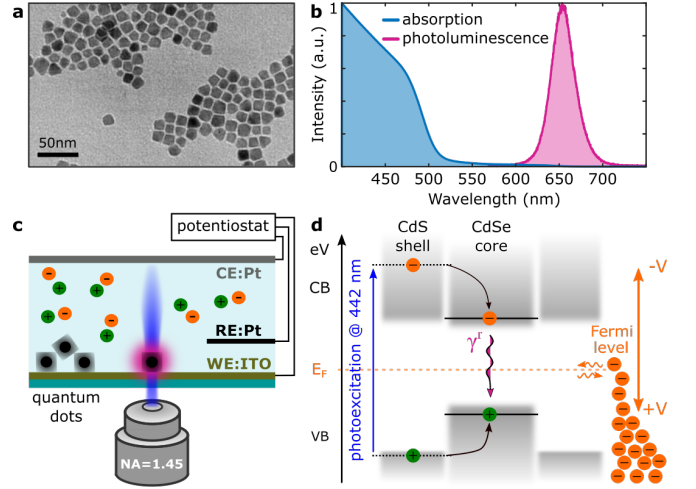 a
50nm
b
absorption
photoluminescence
Intensity (a.u.)
1
0
450 500 550 600 650 700
Wavelength (nm)
c
potentiostat
CE:Pt
RE:Pt
WE:ITO
quantum
dots
NA=1.45
d
CdS
shell
CdSe
core
eV
CB
VB
photoexcitation @ 442 nm
γʳ
E_F
Fermi
level
-V
+V